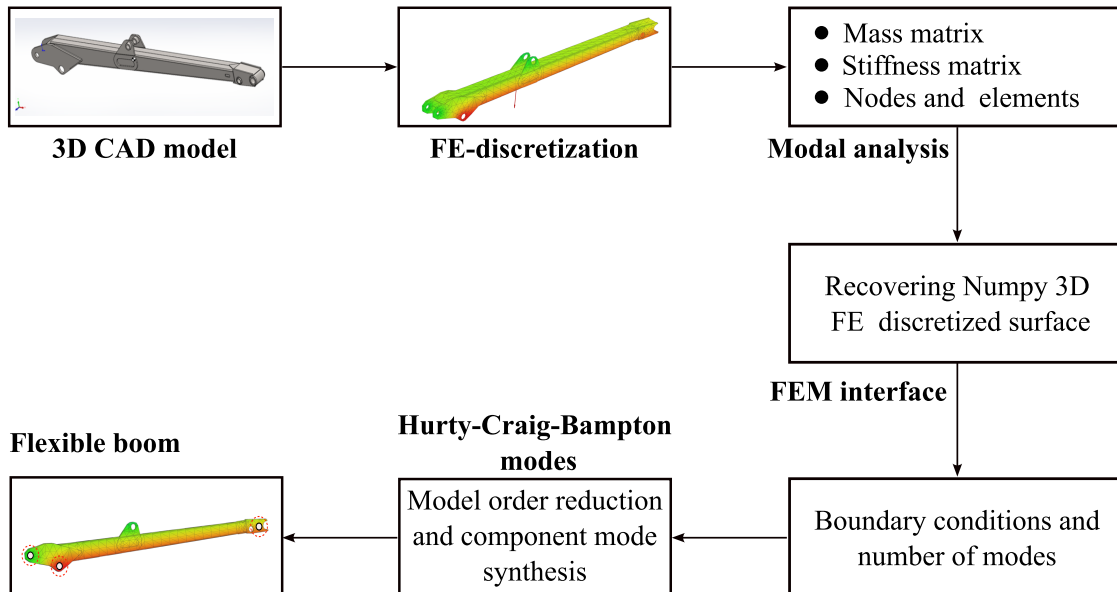 ● Mass matrix
● Stiffness matrix
● Nodes and elements
3D CAD model
FE-discretization
Modal analysis
Recovering Numpy 3D
FE discretized surface
FEM interface
Boundary conditions and
number of modes
Hurty-Craig-Bampton
modes
Model order reduction
and component mode
synthesis
Flexible boom